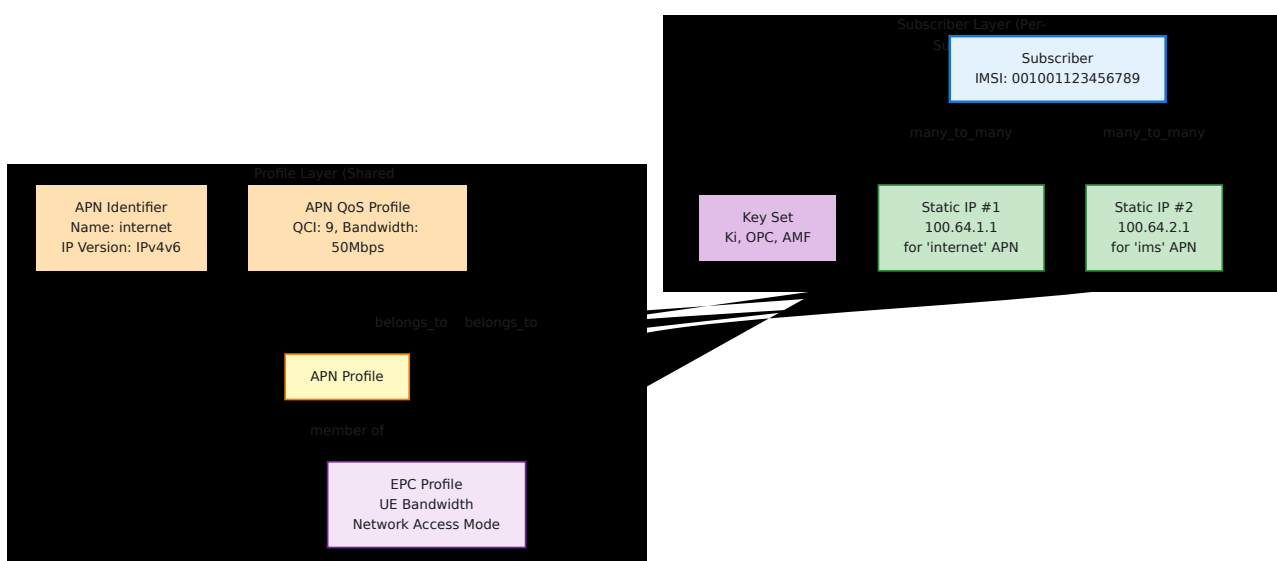 Subscriber Layer (Per-
Su
Subscriber
IMSI: 001001123456789
many_to_many
many_to_many
Key Set
Ki, OPC, AMF
Static IP #1
100.64.1.1
for 'internet' APN
Static IP #2
100.64.2.1
for 'ims' APN
Profile Layer (Shared
APN Identifier
Name: internet
IP Version: IPv4v6
APN QoS Profile
QCI: 9, Bandwidth:
50Mbps
belongs_to
belongs_to
APN Profile
member of
EPC Profile
UE Bandwidth
Network Access Mode